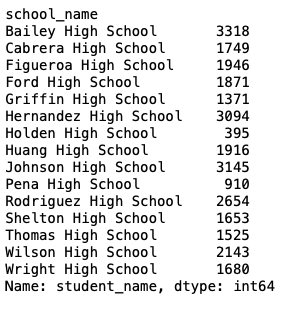 school_name
Bailey High School       3318
Cabrera High School      1749
Figueroa High School     1946
Ford High School         1871
Griffin High School      1371
Hernandez High School    3094
Holden High School        395
Huang High School        1916
Johnson High School      3145
Pena High School          910
Rodriguez High School    2654
Shelton High School      1653
Thomas High School       1525
Wilson High School       2143
Wright High School       1680
Name: student_name, dtype: int64